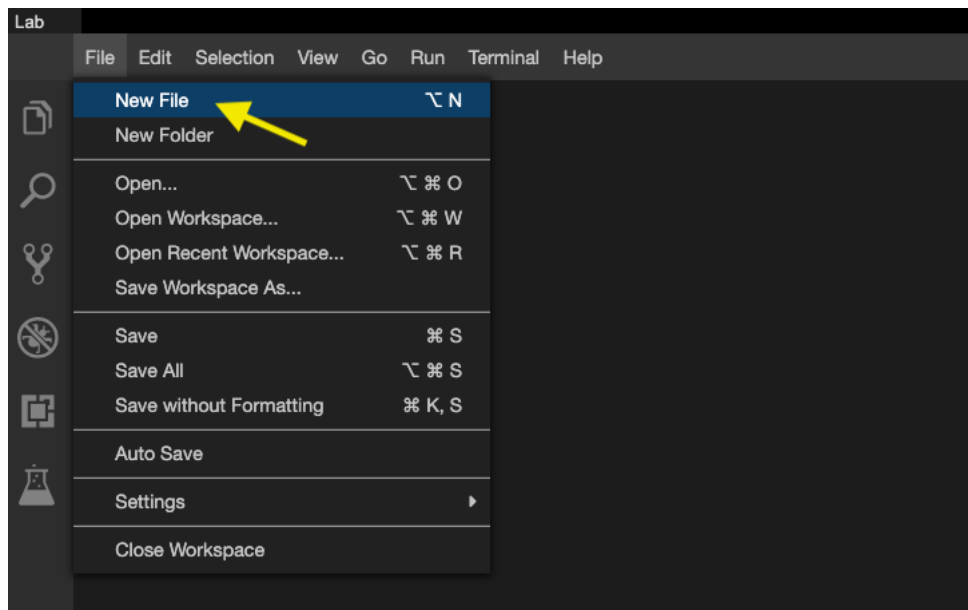 Lab
File Edit Selection View Go Run Terminal Help
New File ⌥ N
New Folder
Open... ⌥ ⌘ O
Open Workspace... ⌥ ⌘ W
Open Recent Workspace... ⌥ ⌘ R
Save Workspace As...
Save ⌘ S
Save All ⌥ ⌘ S
Save without Formatting ⌘ K, S
Auto Save
Settings
Close Workspace